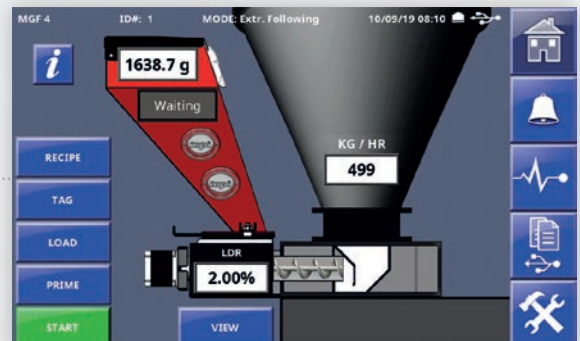 MGF 4 ID#: 1 MODE: Extr. Following 10/09/19 08:10
i
1638.7 g
Waiting
KG / HR
499
RECIPE
TAG
LOAD
PRIME
START
LDR
2.00%
VIEW